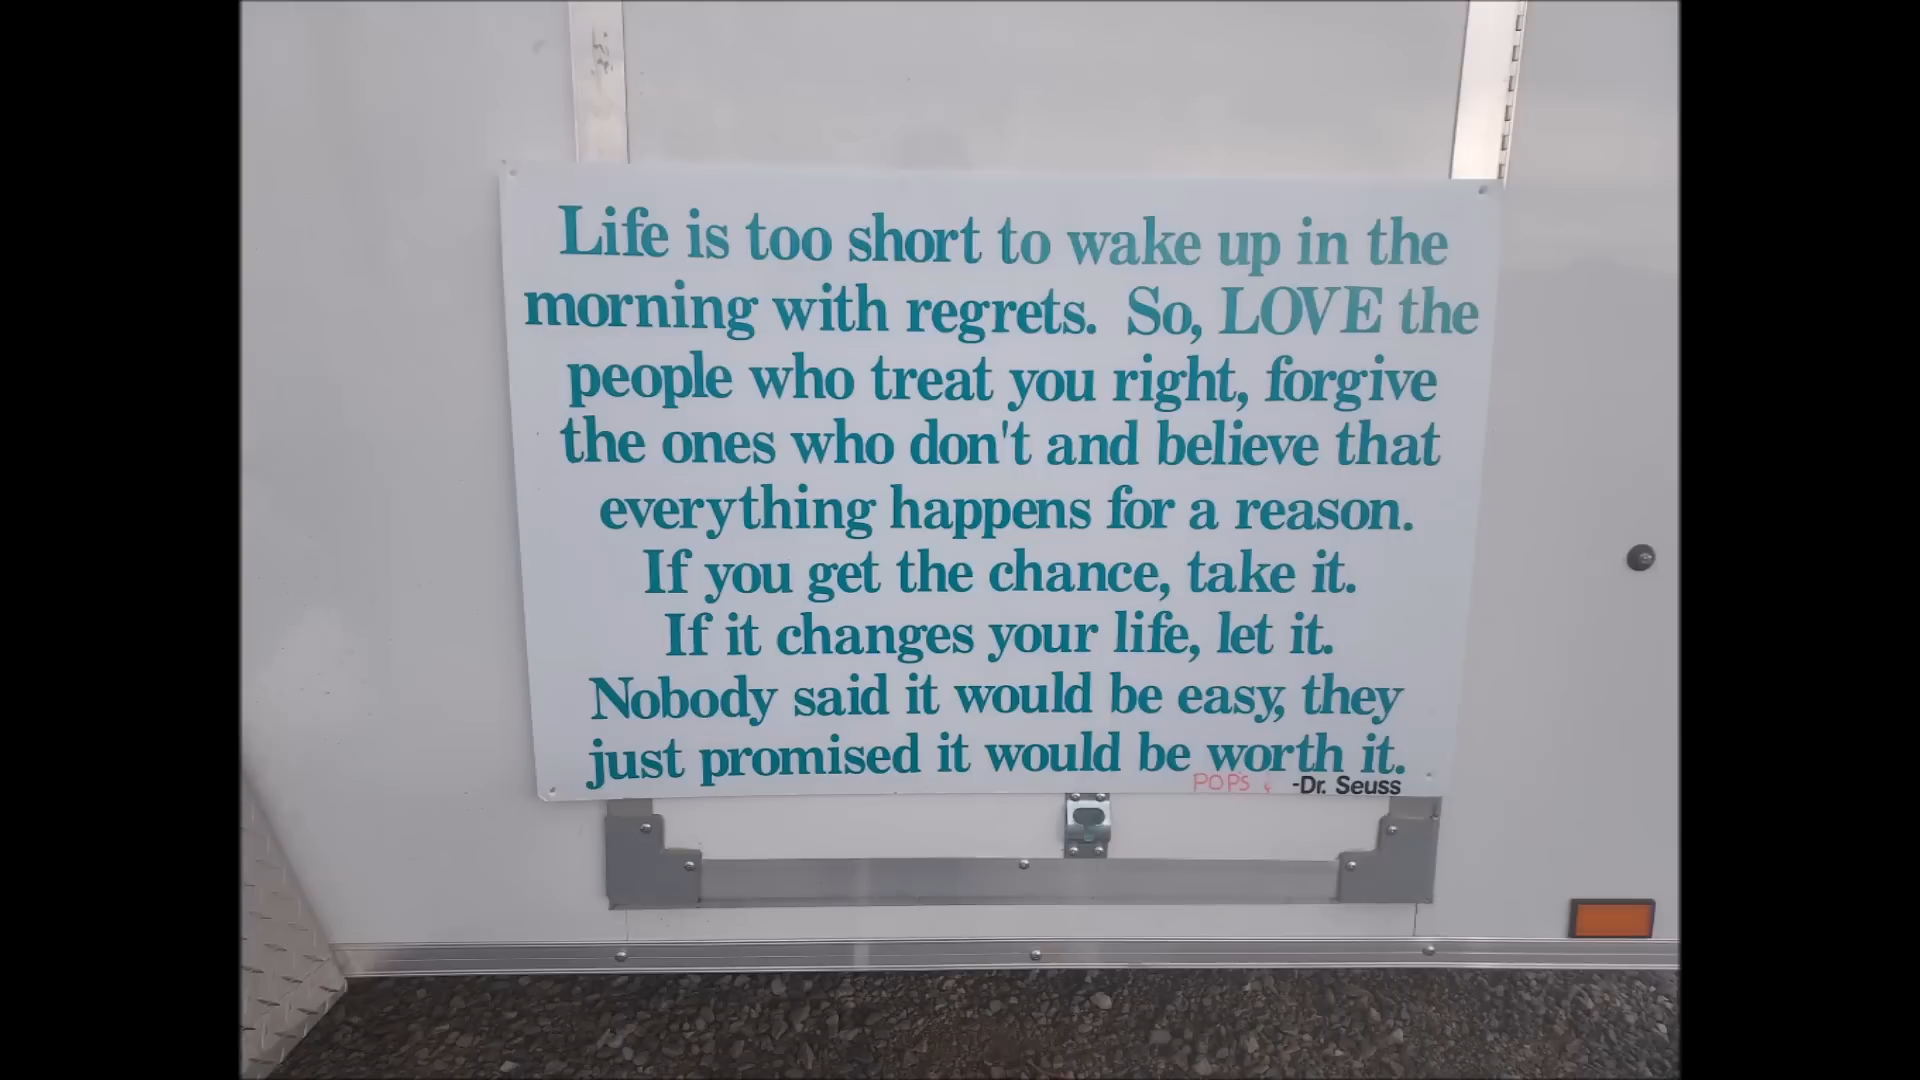 Life is too short to wake up in the
morning with regrets. So, LOVE the
people who treat you right, forgive
the ones who don't and believe that
everything happens for a reason.
If you get the chance, take it.
If it changes your life, let it.
Nobody said it would be easy, they
just promised it would be worth it.
POP'S & -Dr. Seuss